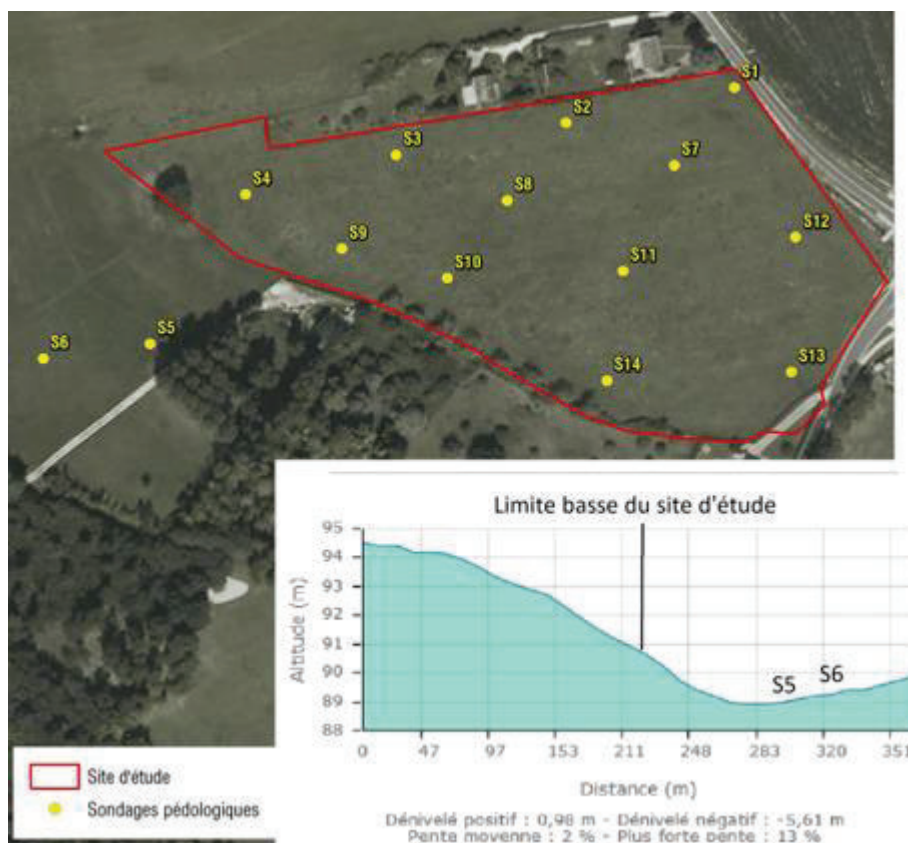 S1
S2
S3
S7
S4
S8
S12
S9
S10
S11
S5
S6
S13
S14
Limite basse du site d'étude
95
94
93
92
91
90
89
88
Altitude (m)
S5
S6
0 47 97 153 211 248 283 320 351
Distance (m)
Dénivelé positif : 0,98 m - Dénivelé négatif : -5,61 m
Pente moyenne : 2 % - Plus forte pente : 13 %
Site d'étude
Sondages pédologiques